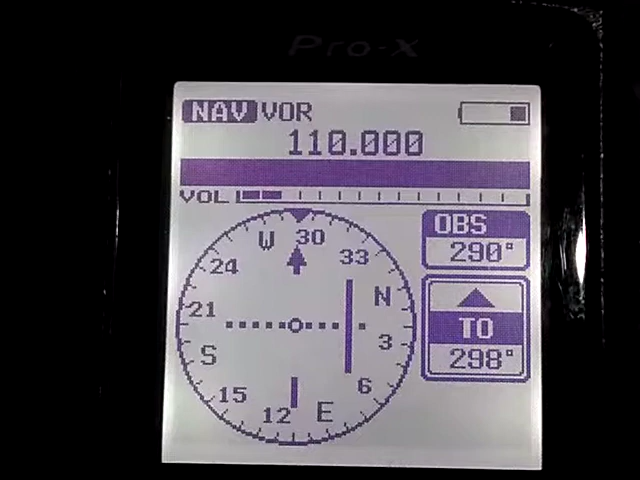 Pro-X
NAV VOR
110.000
VOL
OBS
290°
TO
298°
W 30 33 N 3 6 E 12 15 S 21 24